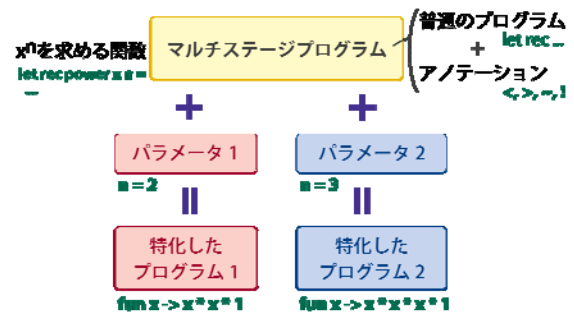 xⁿを求める関数
let rec power x n =
...
マルチステージプログラム
普通のプログラム
let rec ...
+
アノテーション
<, >, ~, !
+ +
パラメータ 1
パラメータ 2
n = 2
n = 3
特化した
プログラム 1
特化した
プログラム 2
fun x -> x * x * 1
fun x -> x * x * x * 1